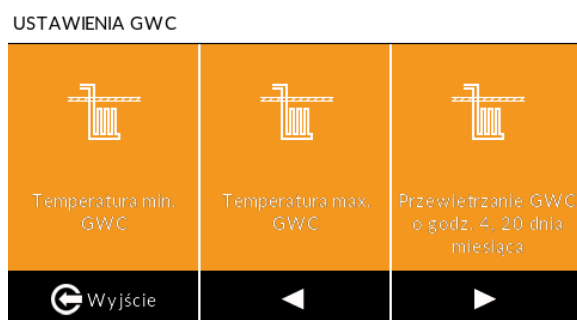 USTAWIENIA GWC
Temperatura min.
GWC
Temperatura max.
GWC
Przewietrzanie GWC
o godz. 4, 20 dnia
miesiąca
Wyjście